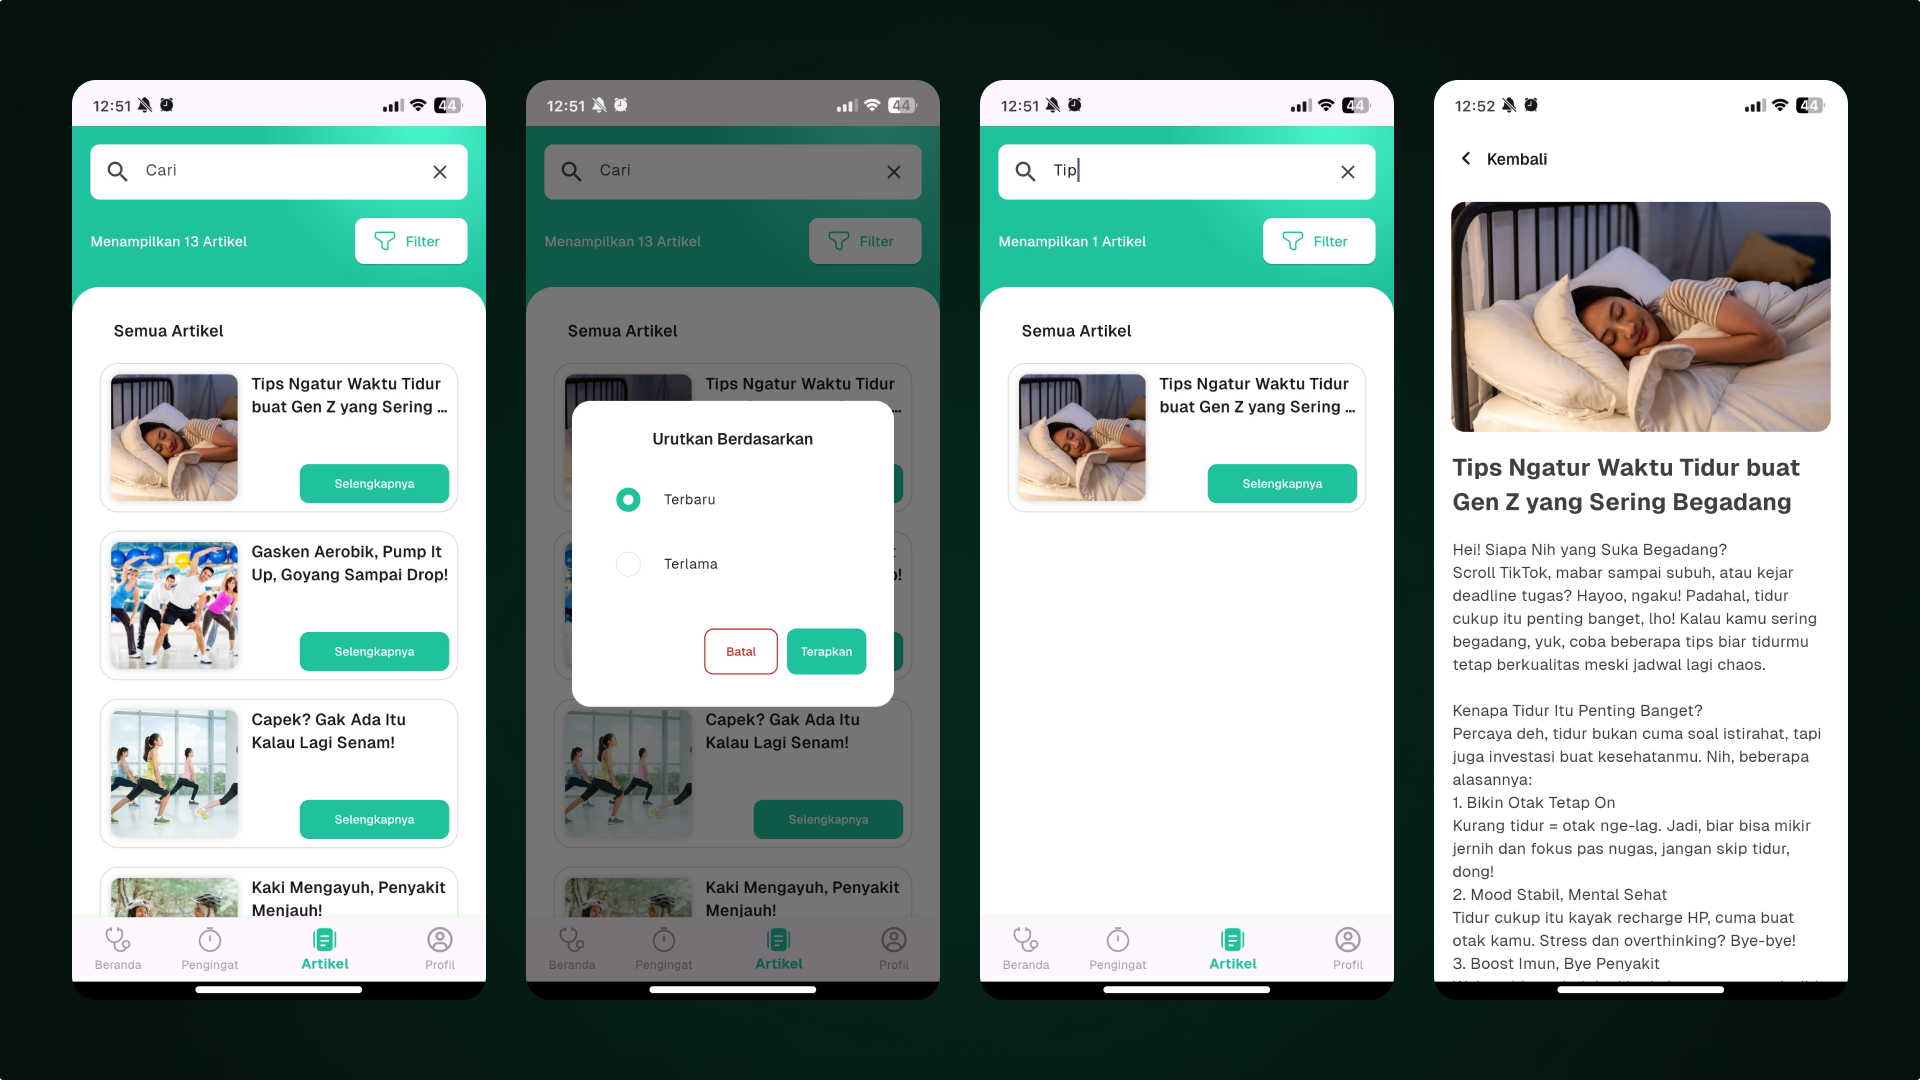 12:51
44
Cari
Menampilkan 13 Artikel
Filter
Semua Artikel
Tips Ngatur Waktu Tidur
buat Gen Z yang Sering ...
Selengkapnya
Gasken Aerobik, Pump It
Up, Goyang Sampai Drop!
Selengkapnya
Capek? Gak Ada Itu
Kalau Lagi Senam!
Selengkapnya
Kaki Mengayuh, Penyakit
Menjauh!
Beranda
Pengingat
Artikel
Profil
12:51
44
Cari
Menampilkan 13 Artikel
Filter
Semua Artikel
Tips Ngatur Waktu Tidur
...
Urutkan Berdasarkan
Terbaru
Terlama
Batal
Terapkan
Capek? Gak Ada Itu
Kalau Lagi Senam!
Selengkapnya
Kaki Mengayuh, Penyakit
Menjauh!
Beranda
Pengingat
Artikel
Profil
12:51
44
Tip
Menampilkan 1 Artikel
Filter
Semua Artikel
Tips Ngatur Waktu Tidur
buat Gen Z yang Sering ...
Selengkapnya
Beranda
Pengingat
Artikel
Profil
12:52
44
Kembali
Tips Ngatur Waktu Tidur buat
Gen Z yang Sering Begadang
Hei! Siapa Nih yang Suka Begadang?
Scroll TikTok, mabar sampai subuh, atau kejar
deadline tugas? Hayoo, ngaku! Padahal, tidur
cukup itu penting banget, lho! Kalau kamu sering
begadang, yuk, coba beberapa tips biar tidurmu
tetap berkualitas meski jadwal lagi chaos.
Kenapa Tidur Itu Penting Banget?
Percaya deh, tidur bukan cuma soal istirahat, tapi
juga investasi buat kesehatanmu. Nih, beberapa
alasannya:
1. Bikin Otak Tetap On
Kurang tidur = otak nge-lag. Jadi, biar bisa mikir
jernih dan fokus pas nugas, jangan skip tidur,
dong!
2. Mood Stabil, Mental Sehat
Tidur cukup itu kayak recharge HP, cuma buat
otak kamu. Stress dan overthinking? Bye-bye!
3. Boost Imun, Bye Penyakit